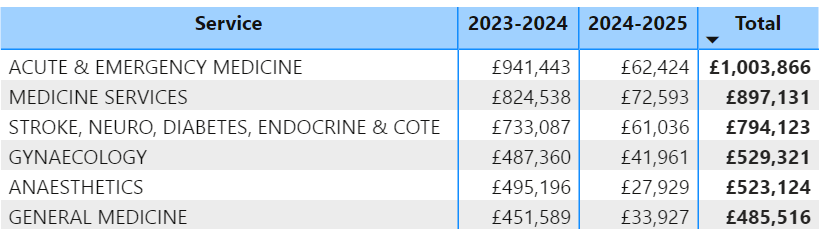 Service 2023-2024 2024-2025 Total
ACUTE & EMERGENCY MEDICINE £941,443 £62,424 £1,003,866
MEDICINE SERVICES £824,538 £72,593 £897,131
STROKE, NEURO, DIABETES, ENDOCRINE & COTE £733,087 £61,036 £794,123
GYNAECOLOGY £487,360 £41,961 £529,321
ANAESTHETICS £495,196 £27,929 £523,124
GENERAL MEDICINE £451,589 £33,927 £485,516